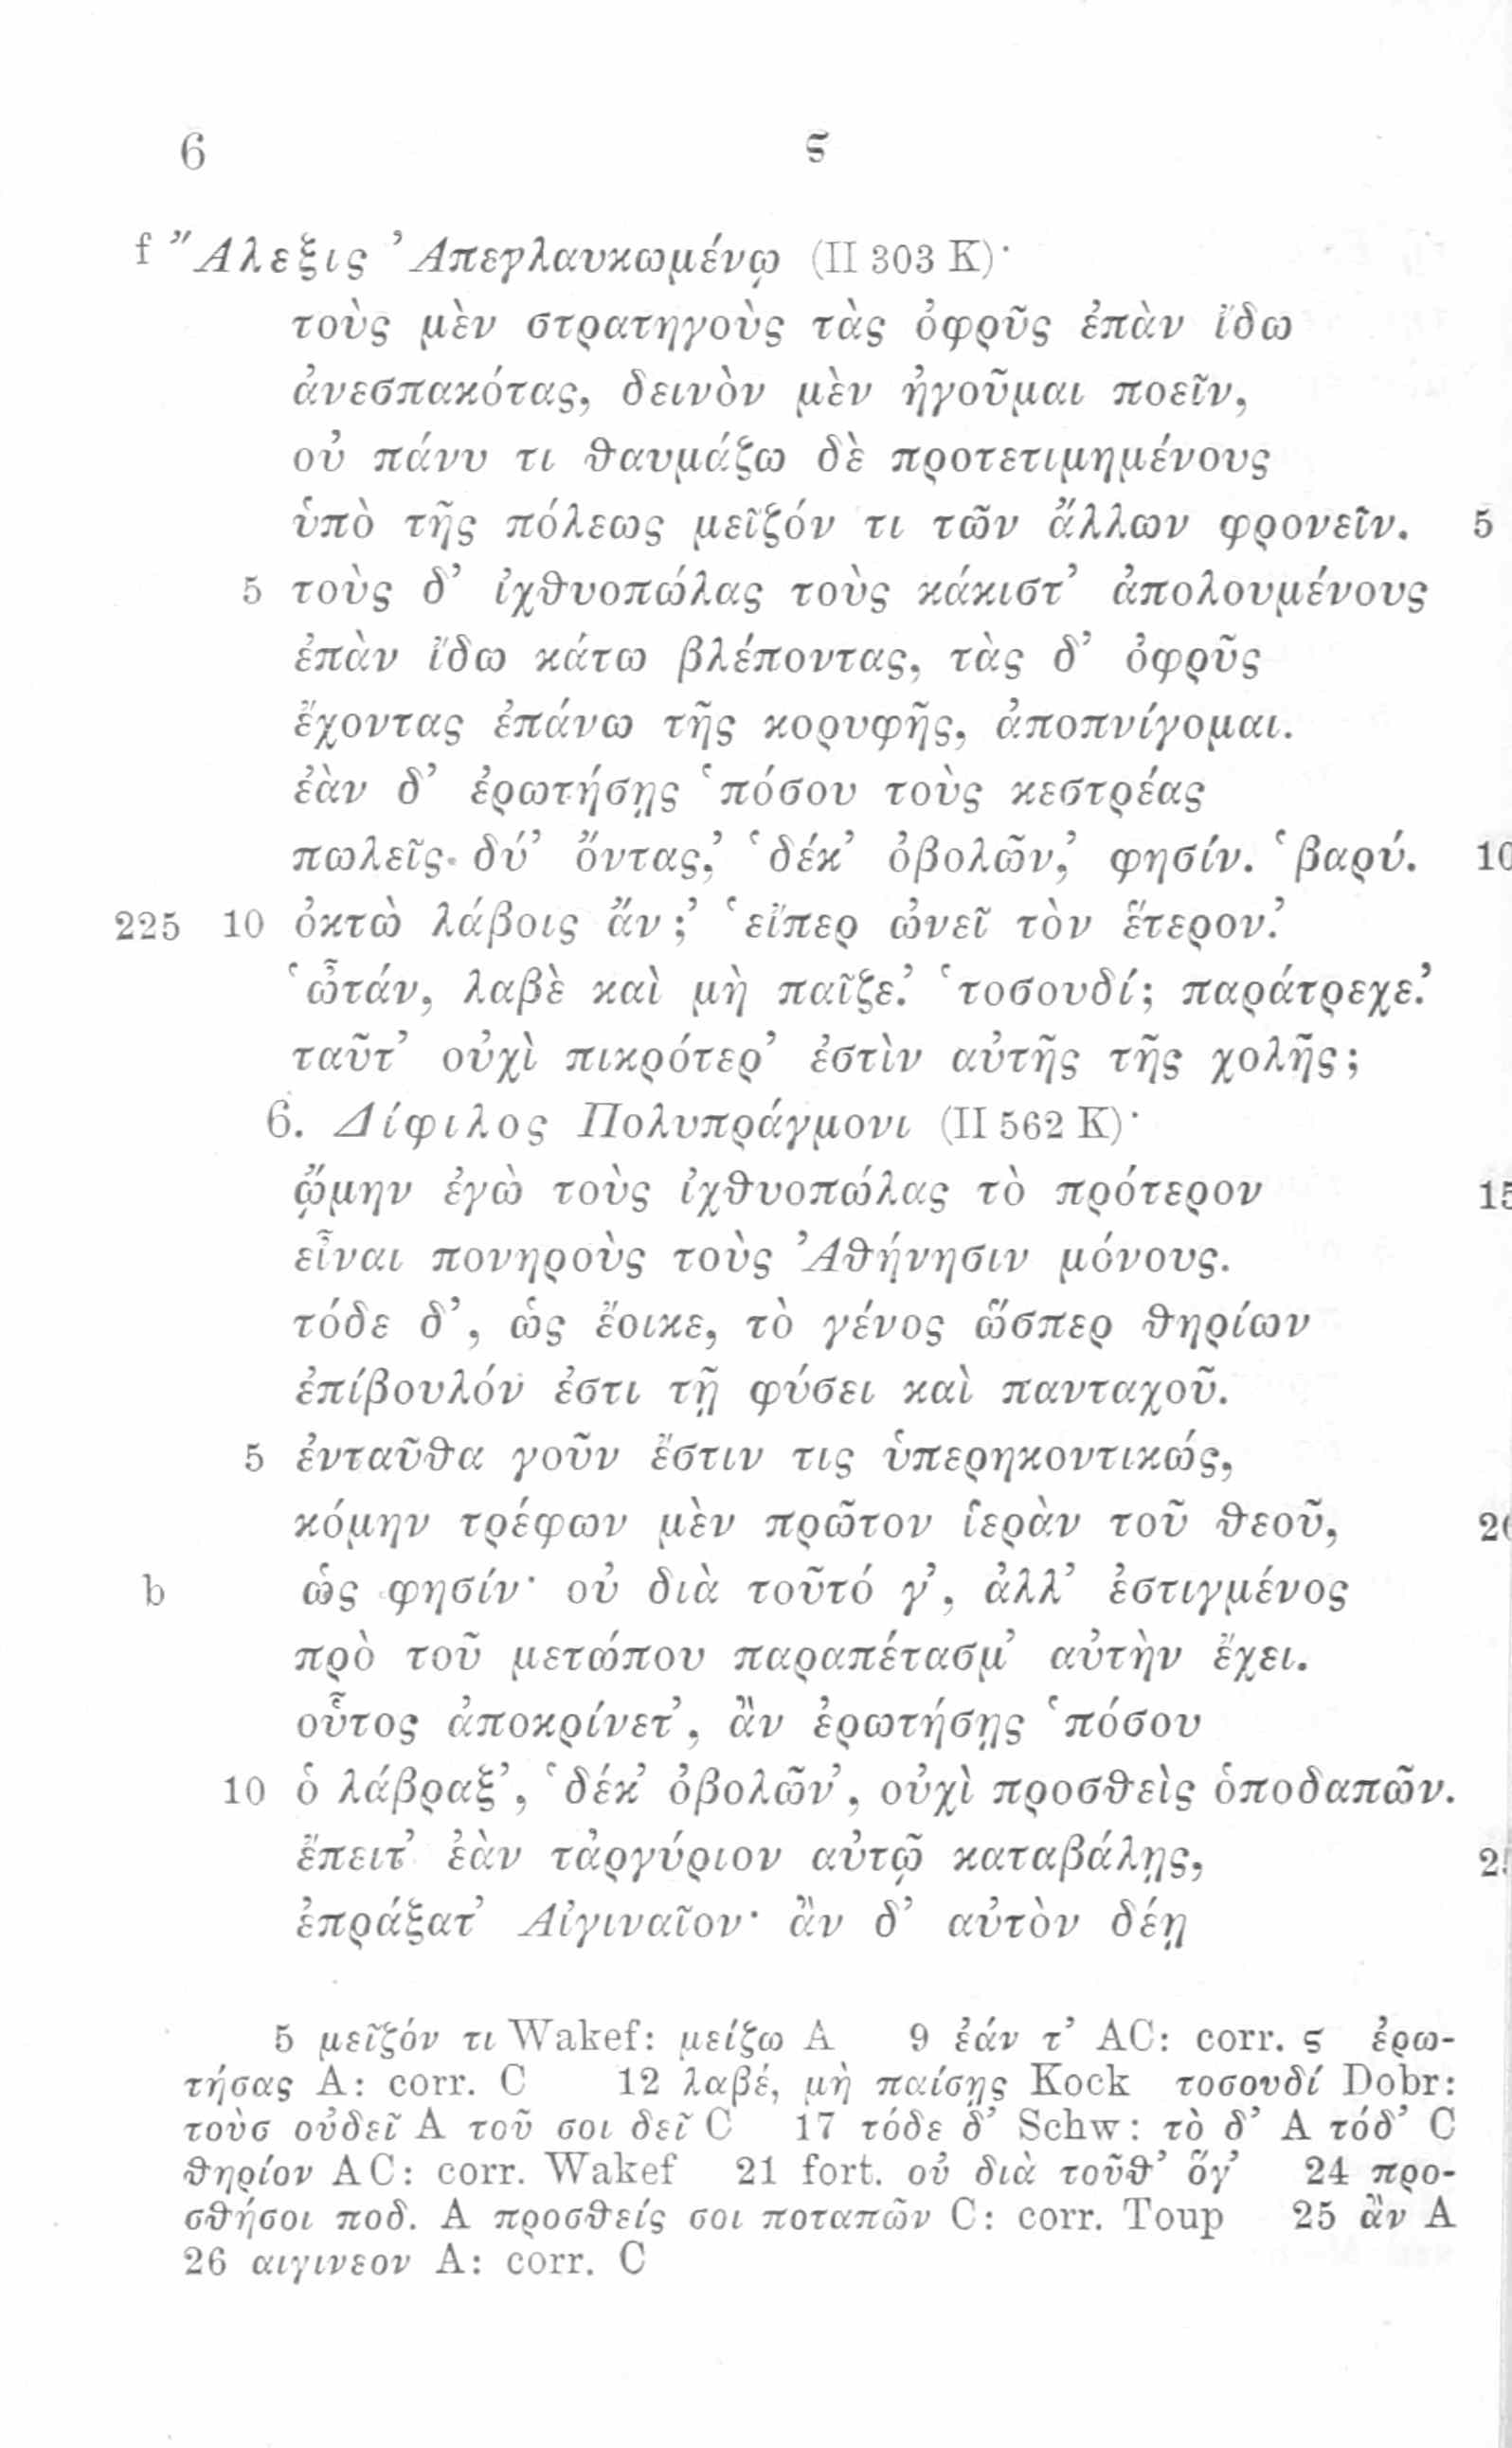 6 ϛ
f Ἄλεξις Ἀπεγλαυκωμένῳ (II 303 K)·
τοὺς μὲν στρατηγοὺς τὰς ὀφρῦς ἐπὰν ἴδω
ἀνεσπακότας, δεινὸν μὲν ἡγοῦμαι ποεῖν,
οὐ πάνυ τι θαυμάζω δὲ προτετιμημένους
ὑπὸ τῆς πόλεως μεῖζόν τι τῶν ἄλλων φρονεῖν. 5
5 τοὺς δ’ ἰχθυοπώλας τοὺς κάκιστ’ ἀπολουμένους
ἐπὰν ἴδω κάτω βλέποντας, τὰς δ’ ὀφρῦς
ἔχοντας ἐπάνω τῆς κορυφῆς, ἀποπνίγομαι.
ἐὰν δ’ ἐρωτήσῃς ‘πόσου τοὺς κεστρέας
πωλεῖς δύ’ ὄντας,’ ‘δέκ’ ὀβολῶν,’ φησίν. ‘βαρύ. 10
225 10 ὀκτὼ λάβοις ἄν;’ ‘εἴπερ ὠνεῖ τὸν ἕτερον.’
‘ὦτάν, λαβὲ καὶ μὴ παῖζε.’ ‘τοσουδί; παράτρεχε.’
ταῦτ’ οὐχὶ πικρότερ’ ἐστὶν αὐτῆς τῆς χολῆς;
6. Δίφιλος Πολυπράγμονι (II 562 K)·
ᾤμην ἐγὼ τοὺς ἰχθυοπώλας τὸ πρότερον 15
εἶναι πονηροὺς τοὺς Ἀθήνησιν μόνους.
τόδε δ’, ὡς ἔοικε, τὸ γένος ὥσπερ θηρίων
ἐπίβουλόν ἐστι τῇ φύσει καὶ πανταχοῦ.
5 ἐνταῦθα γοῦν ἔστιν τις ὑπερηκοντικώς,
κόμην τρέφων μὲν πρῶτον ἱερὰν τοῦ θεοῦ, 2
b ὥς φησίν· οὐ διὰ τοῦτό γ’, ἀλλ’ ἐστιγμένος
πρὸ τοῦ μετώπου παραπέτασμ’ αὐτὴν ἔχει.
οὗτος ἀποκρίνετ’, ἂν ἐρωτήσῃς ‘πόσου
10 ὁ λάβραξ’, ‘δέκ’ ὀβολῶν’, οὐχὶ προσθεὶς ὁποδαπῶν.
ἔπειτ’ ἐὰν τἀργύριον αὐτῷ καταβάλῃς, 2
ἐπράξατ’ Αἰγιναῖον· ἂν δ’ αὐτὸν δέῃ
5 μεῖζόν τι Wakef: μείζω A 9 ἐάν τ’ AC: corr. ς ἐρω-
τήσας A: corr. C 12 λαβέ, μὴ παίσῃς Kock τοσουδί Dobr:
τοὺσ οὐδεῖ A τοῦ σοι δεῖ C 17 τόδε δ’ Schw: τὸ δ’ A τόδ’ C
θηρίον AC: corr. Wakef 21 fort. οὐ διὰ τοῦθ’ ὅγ’ 24 προ-
σθήσοι ποδ. A προσθείς σοι ποταπῶν C: corr. Toup 25 ἂν A
26 αιγινεον A: corr. C